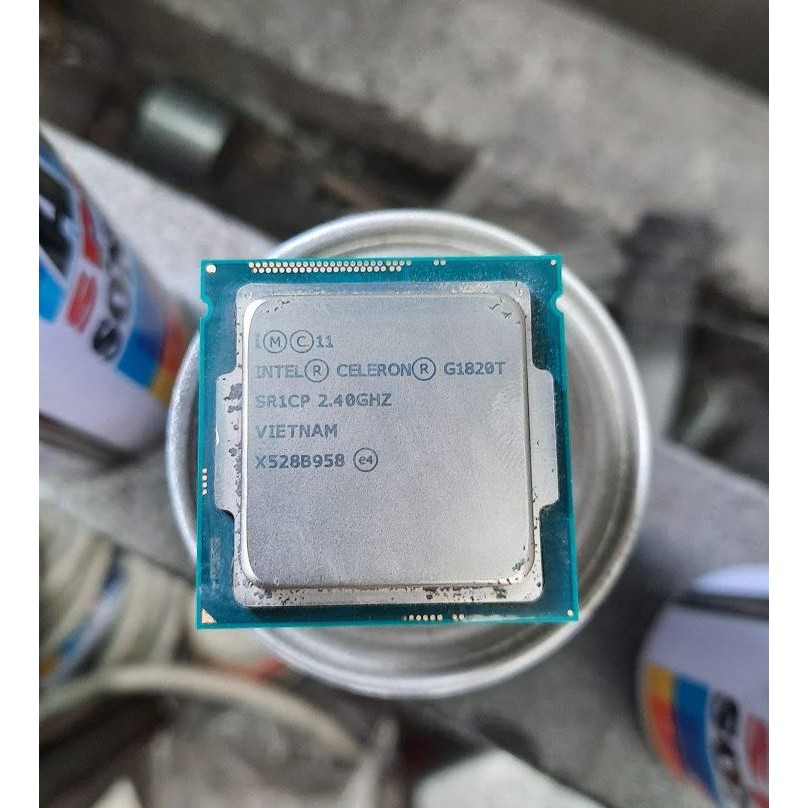 i Ⓜ Ⓒ 11
INTEL® CELERON® G1820T
SR1CP 2.40GHZ
VIETNAM
X528B958 e4